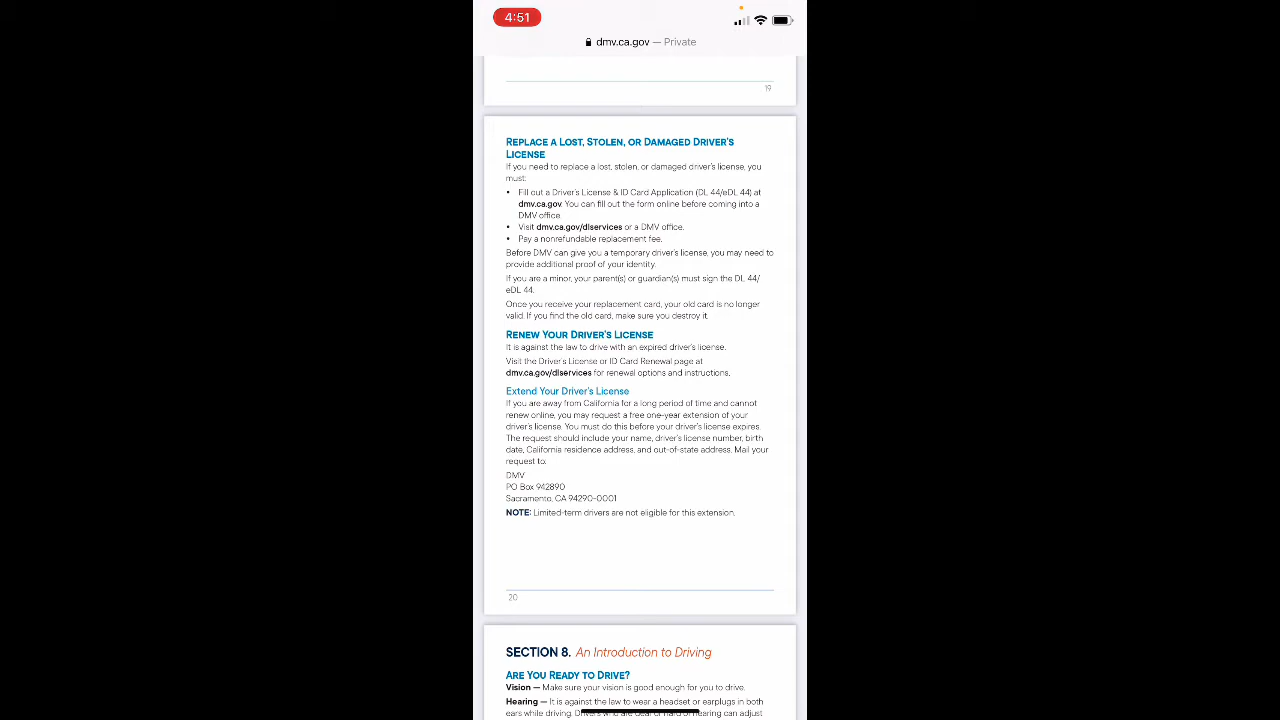 4:51
dmv.ca.gov — Private
19
REPLACE A LOST, STOLEN, OR DAMAGED DRIVER'S
LICENSE
If you need to replace a lost, stolen, or damaged driver's license, you
must:
• Fill out a Driver's License & ID Card Application (DL 44/eDL 44) at
dmv.ca.gov. You can fill out the form online before coming into a
DMV office.
• Visit dmv.ca.gov/dlservices or a DMV office.
• Pay a nonrefundable replacement fee.
Before DMV can give you a temporary driver's license, you may need to
provide additional proof of your identity.
If you are a minor, your parent(s) or guardian(s) must sign the DL 44/
eDL 44.
Once you receive your replacement card, your old card is no longer
valid. If you find the old card, make sure you destroy it.
RENEW YOUR DRIVER'S LICENSE
It is against the law to drive with an expired driver's license.
Visit the Driver's License or ID Card Renewal page at
dmv.ca.gov/dlservices for renewal options and instructions.
Extend Your Driver's License
If you are away from California for a long period of time and cannot
renew online, you may request a free one-year extension of your
driver's license. You must do this before your driver's license expires.
The request should include your name, driver's license number, birth
date, California residence address, and out-of-state address. Mail your
request to:
DMV
PO Box 942890
Sacramento, CA 94290-0001
NOTE: Limited-term drivers are not eligible for this extension.
20
SECTION 8. An Introduction to Driving
ARE YOU READY TO DRIVE?
Vision — Make sure your vision is good enough for you to drive.
Hearing — It is against the law to wear a headset or earplugs in both
ears while driving. Drivers who are deaf or hard of hearing can adjust